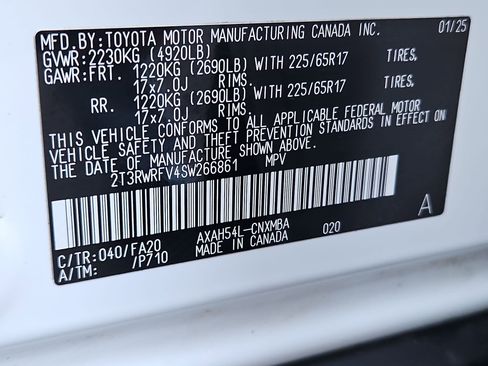 MFD.BY:TOYOTA MOTOR MANUFACTURING CANADA INC. 01/25
GVWR:2230KG (4920LB)
GAWR:FRT. 1220KG (2690LB) WITH 225/65R17 TIRES,
17x7.0J RIMS.
RR. 1220KG (2690LB) WITH 225/65R17 TIRES,
17x7.0J RIMS.
THIS VEHICLE CONFORMS TO ALL APPLICABLE FEDERAL MOTOR
VEHICLE SAFETY AND THEFT PREVENTION STANDARDS IN EFFECT ON
THE DATE OF MANUFACTURE SHOWN ABOVE.
2T3RWRFV4SW266861 MPV
A
C/TR:040/FA20 AXAH54L-CNXMBA 020
A/TM: /P710 MADE IN CANADA